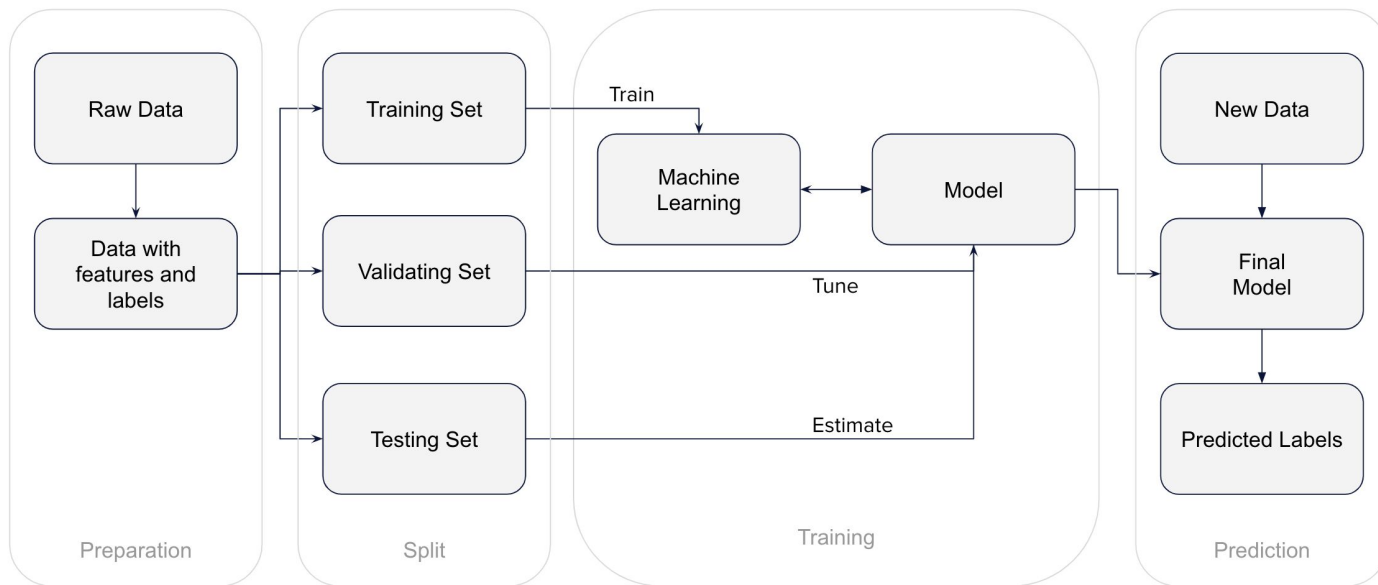 Raw Data
Data with
features and
labels
Preparation
Training Set
Validating Set
Testing Set
Split
Train
Machine
Learning
Model
Tune
Estimate
Training
New Data
Final
Model
Predicted Labels
Prediction